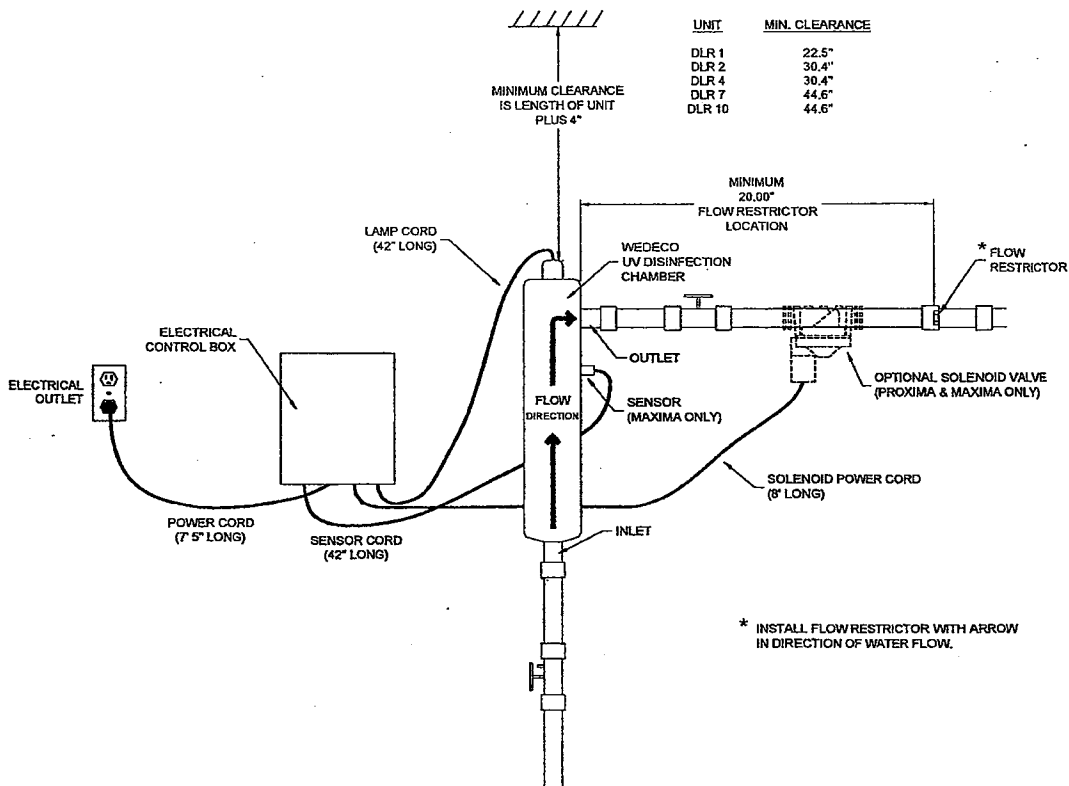 UNIT MIN. CLEARANCE
DLR 1 22.5"
DLR 2 30.4"
DLR 4 30.4"
DLR 7 44.6"
DLR 10 44.6"
MINIMUM CLEARANCE
IS LENGTH OF UNIT
PLUS 4"
MINIMUM
20.00"
FLOW RESTRICTOR
LOCATION
LAMP CORD
(42" LONG)
WEDECO
UV DISINFECTION
CHAMBER
* FLOW
RESTRICTOR
ELECTRICAL
CONTROL BOX
OUTLET
ELECTRICAL
OUTLET
OPTIONAL SOLENOID VALVE
(PROXIMA & MAXIMA ONLY)
FLOW
DIRECTION
SENSOR
(MAXIMA ONLY)
SOLENOID POWER CORD
(8' LONG)
POWER CORD
(7' 5" LONG)
SENSOR CORD
(42" LONG)
INLET
* INSTALL FLOW RESTRICTOR WITH ARROW
IN DIRECTION OF WATER FLOW.